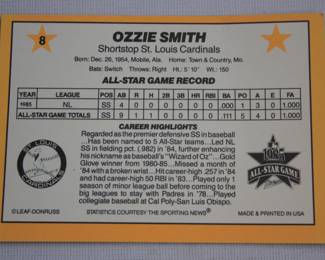 8
OZZIE SMITH
Shortstop St. Louis Cardinals
Born: Dec. 26, 1954, Mobile, Ala. Home: Town & Country, Mo.
Bats: Switch Throws: Right Ht.: 5'10" Wt.: 150
ALL-STAR GAME RECORD
YEAR LEAGUE POS AB R H 2B 3B HR RBI BA PO A E FA
1985 NL SS 4 0 0 0 0 0 0 .000 1 3 0 1.000
ALL-STAR GAME TOTALS SS 9 1 1 0 0 0 0 .111 5 4 0 1.000
CAREER HIGHLIGHTS
Regarded as the premier defensive SS in baseball
...Has been named to 5 All-Star teams...Led NL
SS in fielding pct. (.982) in '84, further enhancing
his nickname as baseball's "Wizard of Oz"...Gold
Glove winner from 1980-85...Missed a month of
'84 with a broken wrist...Hit career-high .257 in '84
and had career-high 50 RBI in '83...Played only 1
season of minor league ball before coming to the
big leagues to stay with Padres in '78...Played
collegiate baseball at Cal Poly-San Luis Obispo.
ST. LOUIS
CARDINALS
ALL-STAR GAME
© LEAF-DONRUSS
STATISTICS COURTESY THE SPORTING NEWS®
MADE & PRINTED IN USA